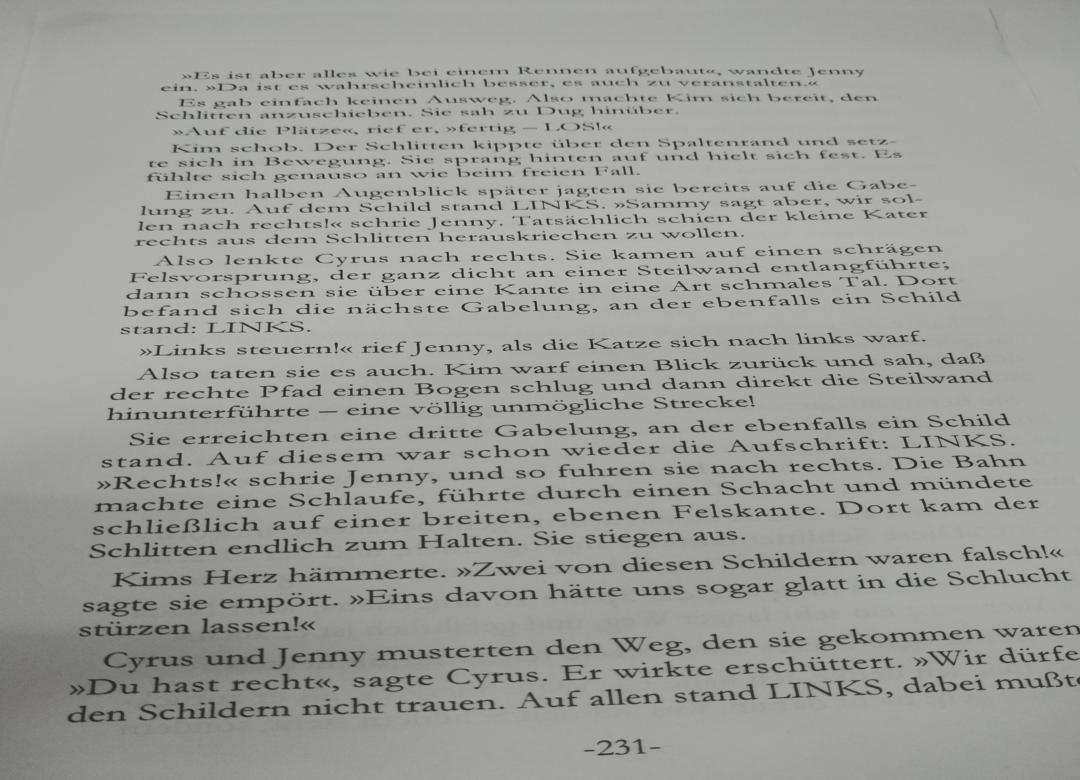 »Es ist aber alles wie bei einem Rennen aufgebaut«, wandte Jenny
ein. »Da ist es wahrscheinlich besser, es auch zu veranstalten.«
Es gab einfach keinen Ausweg. Also machte Kim sich bereit, den
Schlitten anzuschieben. Sie sah zu Dug hinüber.
»Auf die Plätze«, rief er, »fertig — LOS!«
Kim schob. Der Schlitten kippte über den Spaltenrand und setz-
te sich in Bewegung. Sie sprang hinten auf und hielt sich fest. Es
fühlte sich genauso an wie beim freien Fall.
Einen halben Augenblick später jagten sie bereits auf die Gabe-
lung zu. Auf dem Schild stand LINKS. »Sammy sagt aber, wir sol-
len nach rechts!« schrie Jenny. Tatsächlich schien der kleine Kater
rechts aus dem Schlitten herauskriechen zu wollen.
Also lenkte Cyrus nach rechts. Sie kamen auf einen schrägen
Felsvorsprung, der ganz dicht an einer Steilwand entlangführte;
dann schossen sie über eine Kante in eine Art schmales Tal. Dort
befand sich die nächste Gabelung, an der ebenfalls ein Schild
stand: LINKS.
»Links steuern!« rief Jenny, als die Katze sich nach links warf.
Also taten sie es auch. Kim warf einen Blick zurück und sah, daß
der rechte Pfad einen Bogen schlug und dann direkt die Steilwand
hinunterführte — eine völlig unmögliche Strecke!
Sie erreichten eine dritte Gabelung, an der ebenfalls ein Schild
stand. Auf diesem war schon wieder die Aufschrift: LINKS.
»Rechts!« schrie Jenny, und so fuhren sie nach rechts. Die Bahn
machte eine Schlaufe, führte durch einen Schacht und mündete
schließlich auf einer breiten, ebenen Felskante. Dort kam der
Schlitten endlich zum Halten. Sie stiegen aus.
Kims Herz hämmerte. »Zwei von diesen Schildern waren falsch!«
sagte sie empört. »Eins davon hätte uns sogar glatt in die Schlucht
stürzen lassen!«
Cyrus und Jenny musterten den Weg, den sie gekommen waren
»Du hast recht«, sagte Cyrus. Er wirkte erschüttert. »Wir dürfe
den Schildern nicht trauen. Auf allen stand LINKS, dabei mußte
-231-